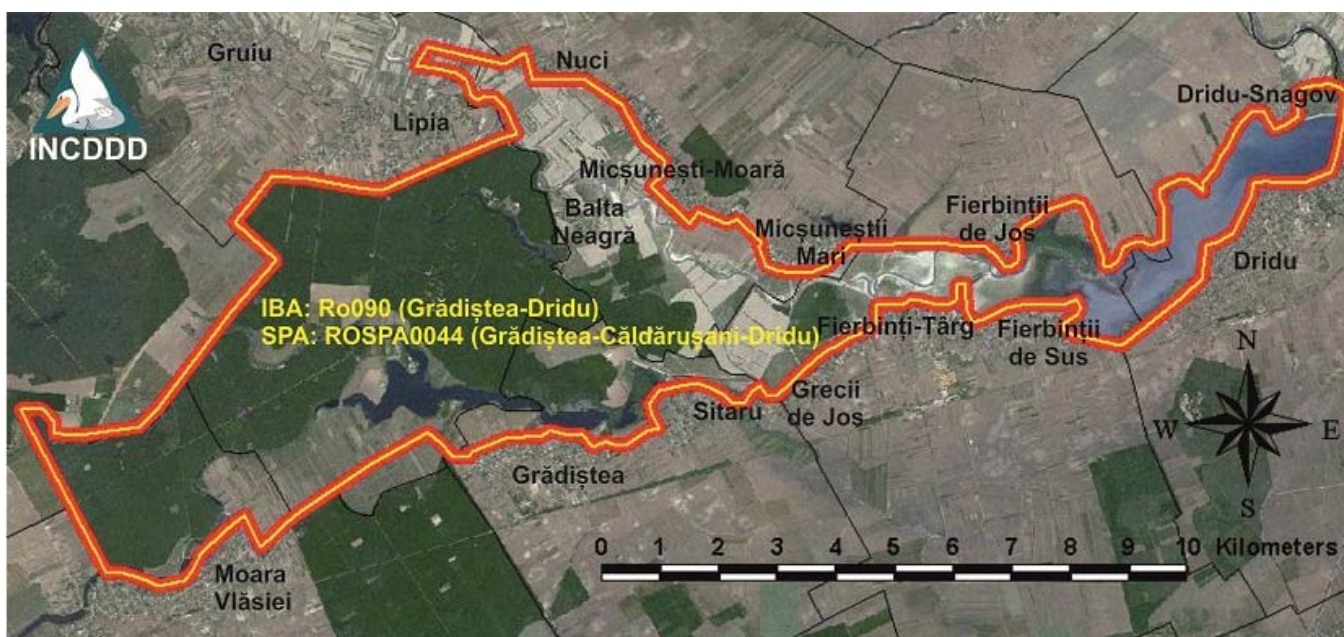 Gruiu
Nuci
Dridu-Snagov
Lipia
INCDDD
Micșunești-Moară
Balta
Neagră
Micșuneștii
Mari
Fierbinții
de Jos
Dridu
IBA: Ro090 (Grădiștea-Dridu)
SPA: ROSPA0044 (Grădiștea-Căldărușani-Dridu)
Fierbinți-Târg
Fierbinții
de Sus
N
W
E
S
Grecii
de Jos
Sitaru
Grădiștea
Moara
Vlăsiei
0 1 2 3 4 5 6 7 8 9 10 Kilometers